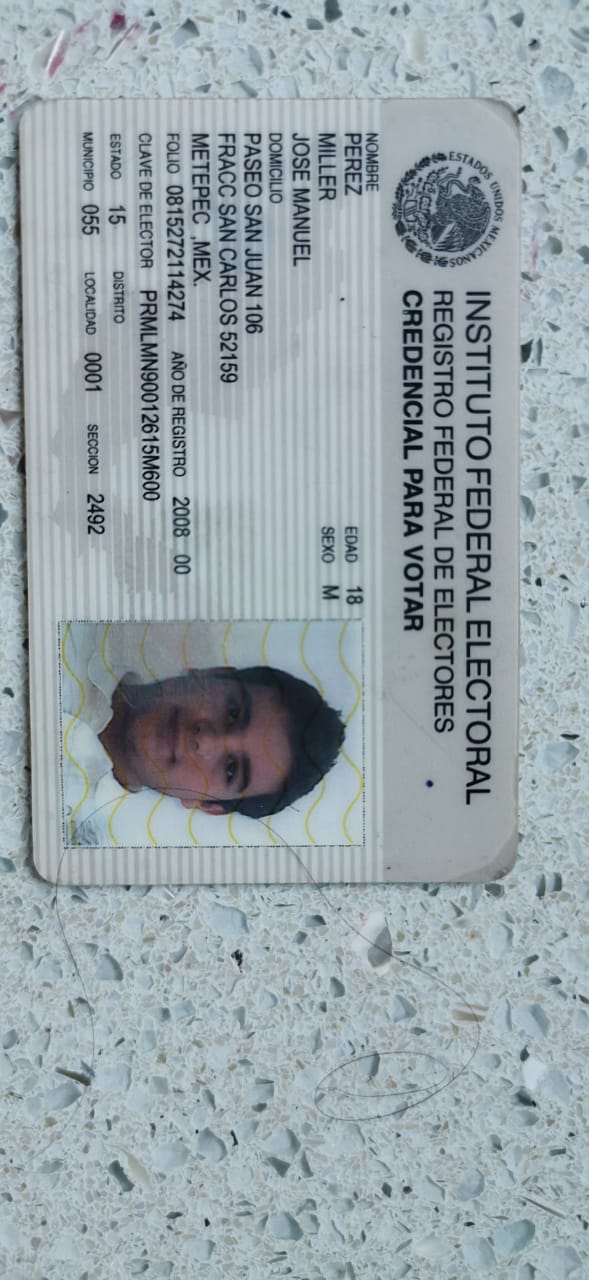 ESTADOS UNIDOS MEXICANOS
INSTITUTO FEDERAL ELECTORAL
REGISTRO FEDERAL DE ELECTORES
CREDENCIAL PARA VOTAR
NOMBRE
PEREZ
MILLER
JOSE MANUEL
EDAD 18
SEXO M
DOMICILIO
PASEO SAN JUAN 106
FRACC SAN CARLOS 52159
METEPEC ,MEX.
FOLIO 0815272114274 AÑO DE REGISTRO 2008 00
CLAVE DE ELECTOR PRMLMN90012615M600
ESTADO 15 DISTRITO
MUNICIPIO 055 LOCALIDAD 0001 SECCION 2492